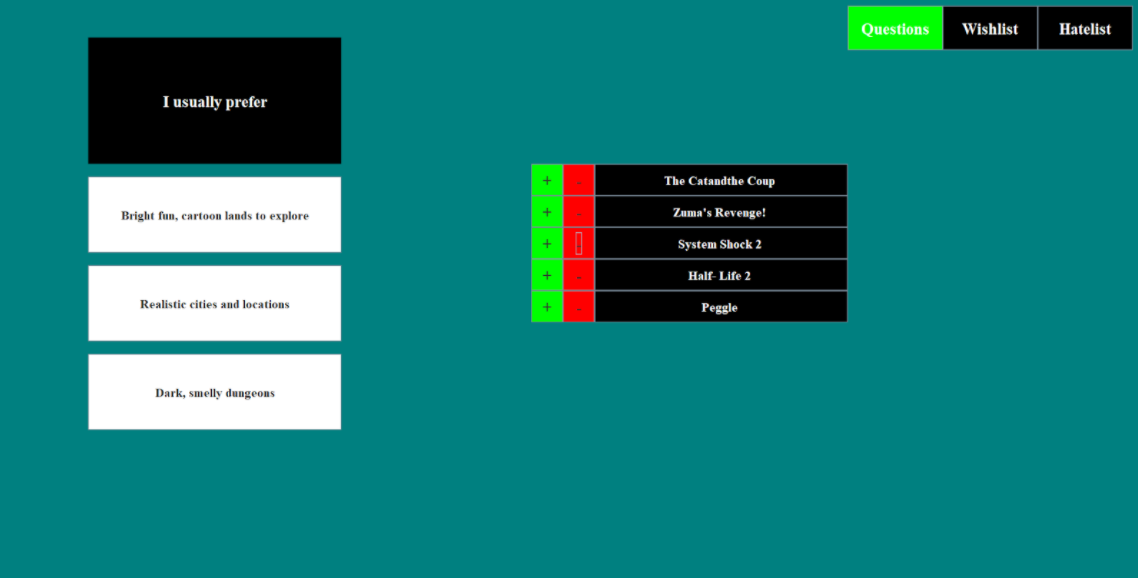 Questions Wishlist Hatelist
I usually prefer
Bright fun, cartoon lands to explore
Realistic cities and locations
Dark, smelly dungeons
+ - The Catandthe Coup
+ - Zuma's Revenge!
+ - System Shock 2
+ - Half- Life 2
+ - Peggle